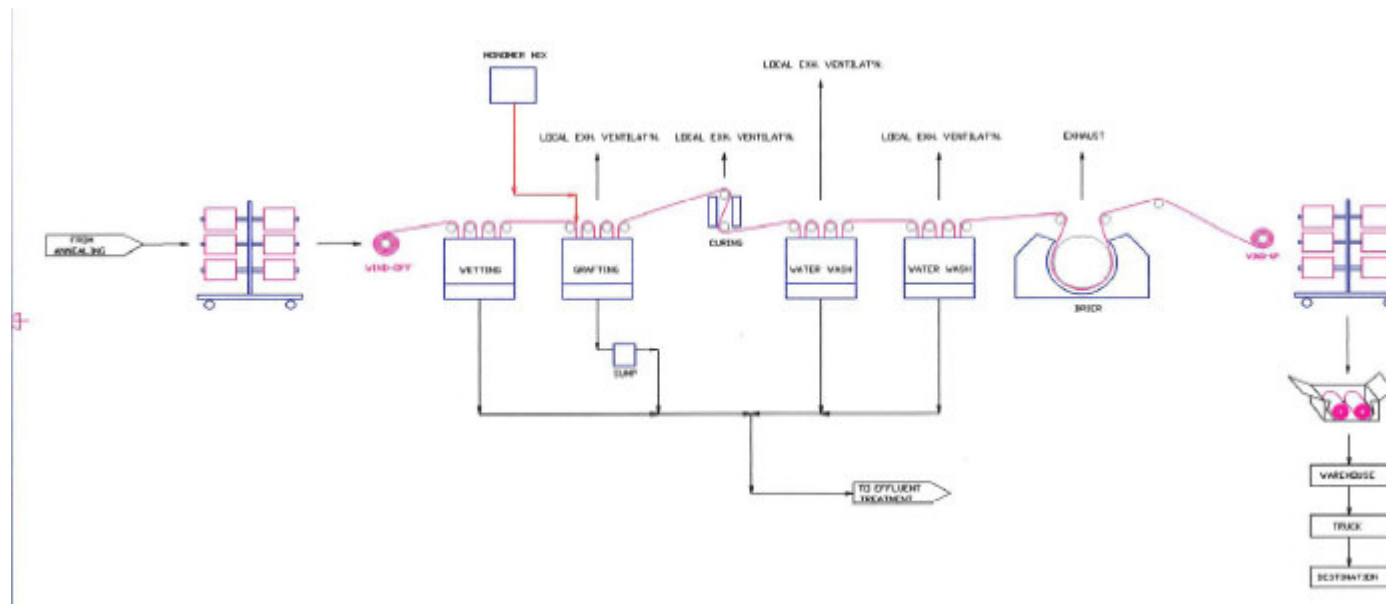 MONOMER MIX
LOCAL EXH. VENTILAT'N.
LOCAL EXH. VENTILAT'N.
LOCAL EXH. VENTILAT'N.
LOCAL EXH. VENTILAT'N.
EXHAUST
FROM
ANNEALING
WIND-OFF
WETTING
GRAFTING
CURING
WATER WASH
WATER WASH
DRIER
WIND-UP
SUMP
TO EFFLUENT
TREATMENT
WAREHOUSE
TRUCK
DESTINATION